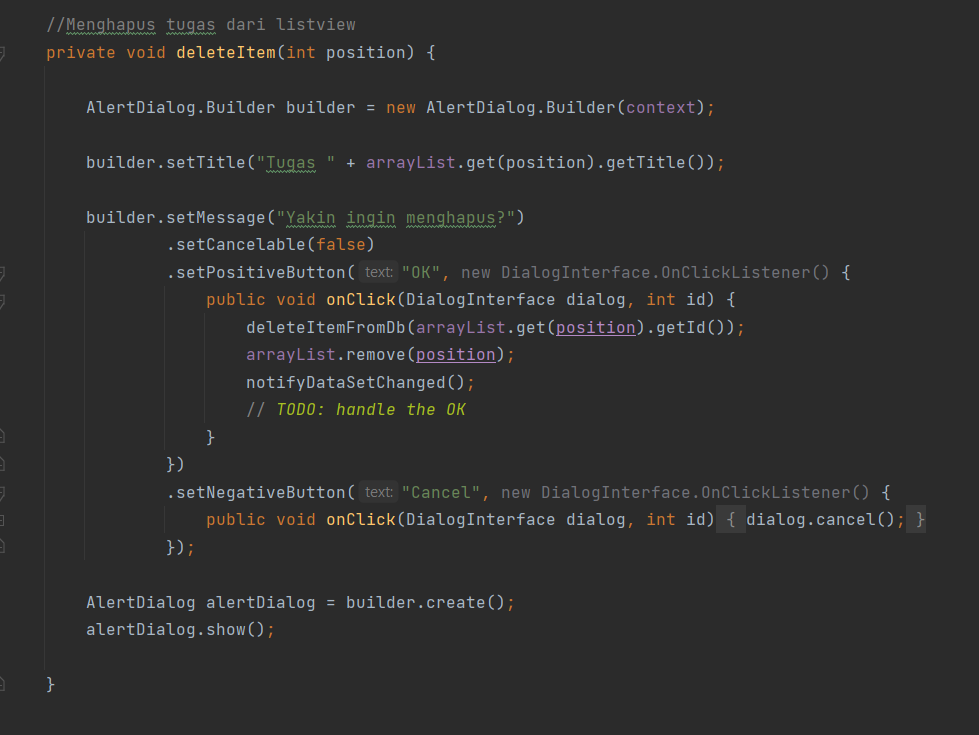 //Menghapus tugas dari listview
private void deleteItem(int position) {
AlertDialog.Builder builder = new AlertDialog.Builder(context);
builder.setTitle("Tugas " + arrayList.get(position).getTitle());
builder.setMessage("Yakin ingin menghapus?")
.setCancelable(false)
.setPositiveButton( text: "OK", new DialogInterface.OnClickListener() {
public void onClick(DialogInterface dialog, int id) {
deleteItemFromDb(arrayList.get(position).getId());
arrayList.remove(position);
notifyDataSetChanged();
// TODO: handle the OK
}
})
.setNegativeButton( text: "Cancel", new DialogInterface.OnClickListener() {
public void onClick(DialogInterface dialog, int id) { dialog.cancel(); }
});
AlertDialog alertDialog = builder.create();
alertDialog.show();
}